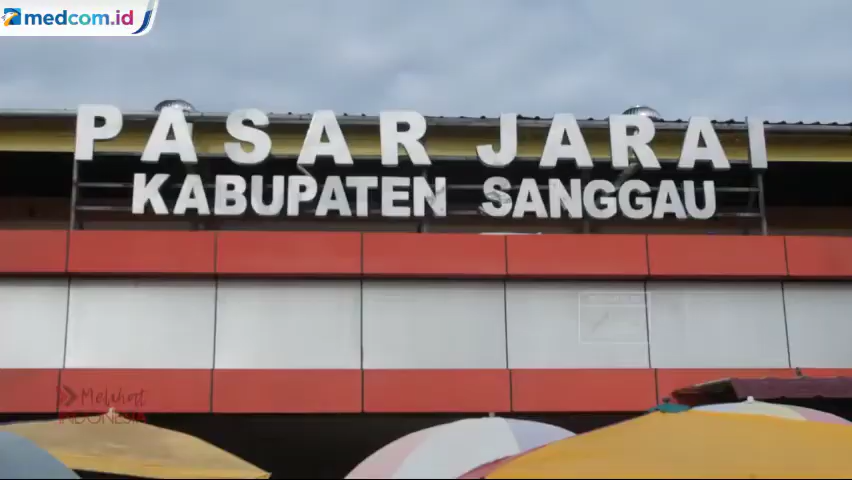 medcom.id
PASAR JARAI
KABUPATEN SANGGAU
Melihat
INDONESIA